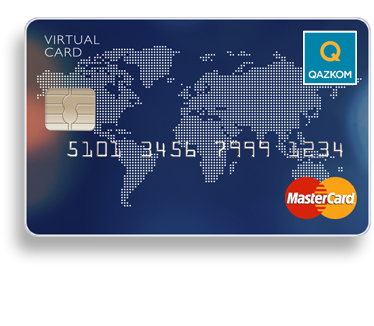 VIRTUAL
CARD
Q
QAZKOM
5101 3456 7999 1234
MasterCard